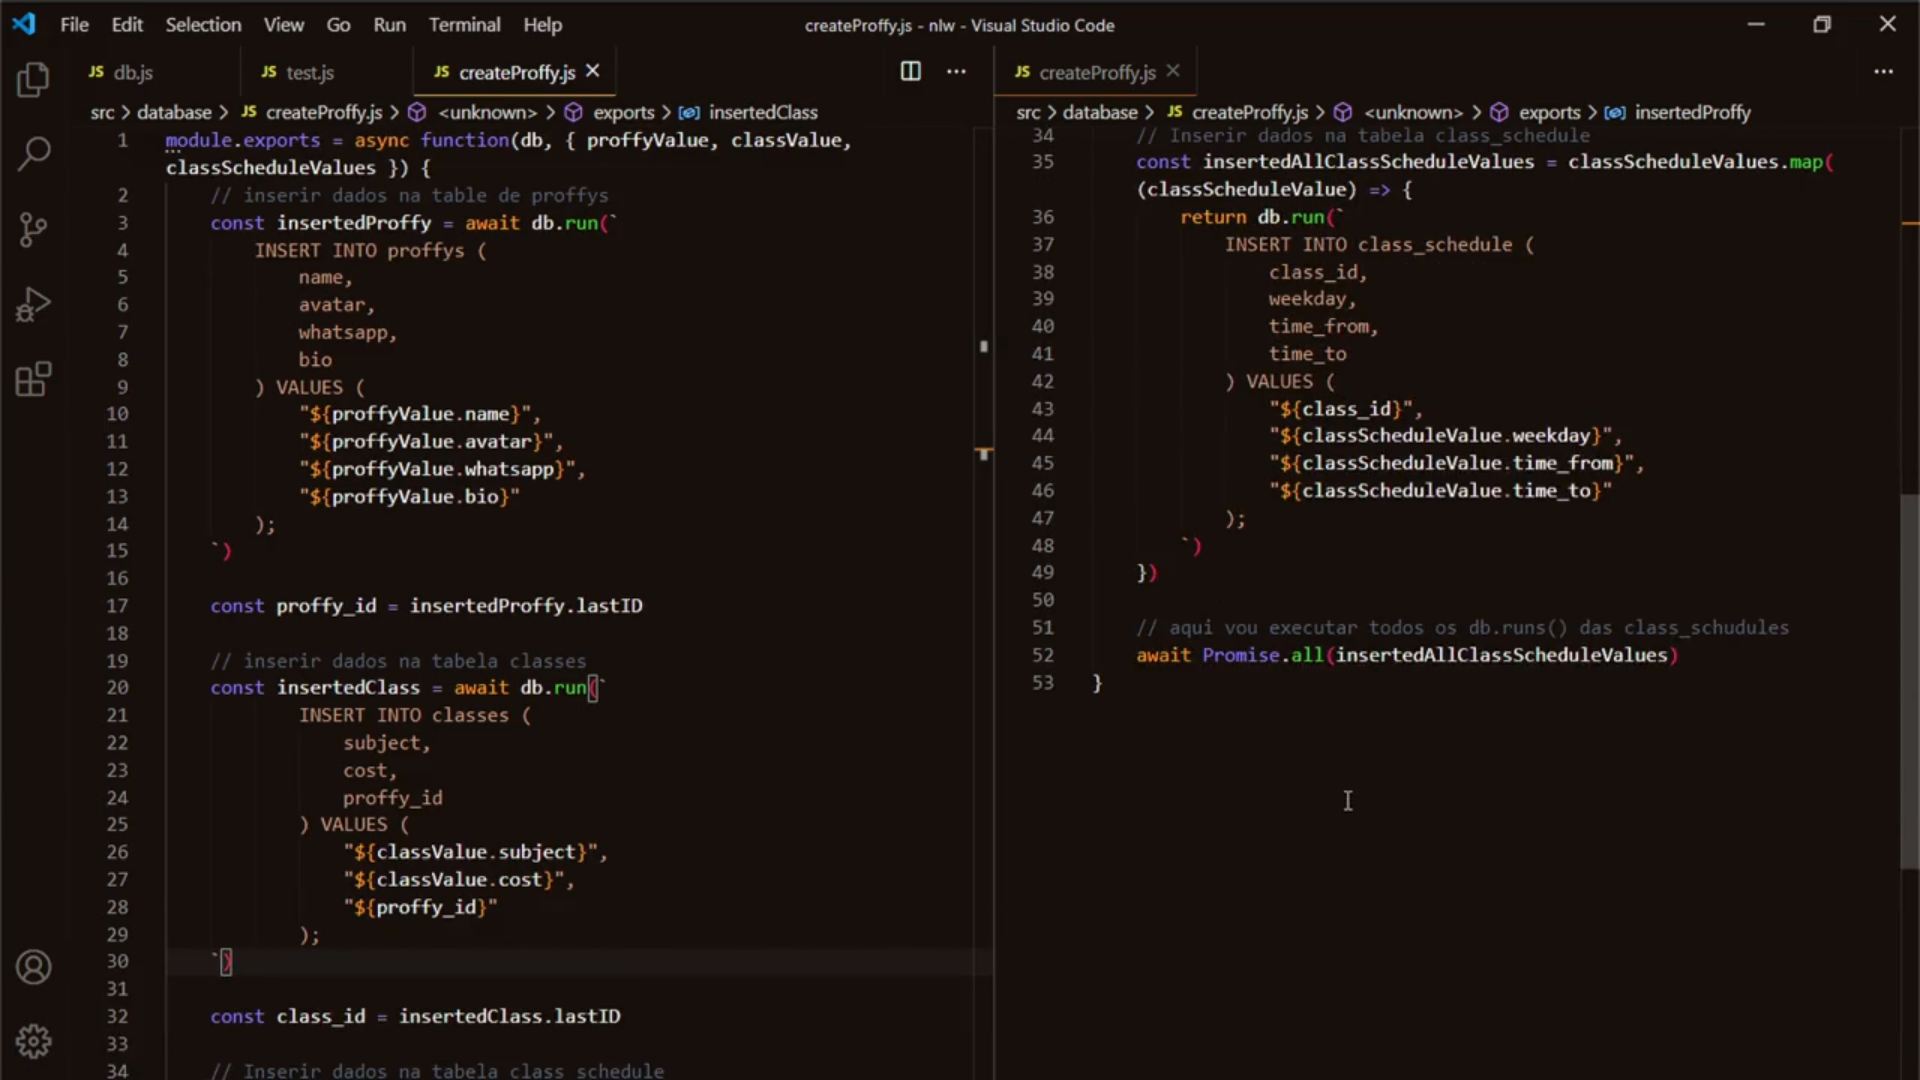 File Edit Selection View Go Run Terminal Help
createProffy.js - nlw - Visual Studio Code
JS db.js
JS test.js
JS createProffy.js
src > database > JS createProffy.js > <unknown> > exports > insertedClass
1 module.exports = async function(db, { proffyValue, classValue,
classScheduleValues }) {
2 // inserir dados na table de proffys
3 const insertedProffy = await db.run(`
4 INSERT INTO proffys (
5 name,
6 avatar,
7 whatsapp,
8 bio
9 ) VALUES (
10 "${proffyValue.name}",
11 "${proffyValue.avatar}",
12 "${proffyValue.whatsapp}",
13 "${proffyValue.bio}"
14 );
15 `)
16
17 const proffy_id = insertedProffy.lastID
18
19 // inserir dados na tabela classes
20 const insertedClass = await db.run(`
21 INSERT INTO classes (
22 subject,
23 cost,
24 proffy_id
25 ) VALUES (
26 "${classValue.subject}",
27 "${classValue.cost}",
28 "${proffy_id}"
29 );
30 `)
31
32 const class_id = insertedClass.lastID
33
34 // Inserir dados na tabela class_schedule
JS createProffy.js
src > database > JS createProffy.js > <unknown> > exports > insertedProffy
34 // Inserir dados na tabela class_schedule
35 const insertedAllClassScheduleValues = classScheduleValues.map(
(classScheduleValue) => {
36 return db.run(`
37 INSERT INTO class_schedule (
38 class_id,
39 weekday,
40 time_from,
41 time_to
42 ) VALUES (
43 "${class_id}",
44 "${classScheduleValue.weekday}",
45 "${classScheduleValue.time_from}",
46 "${classScheduleValue.time_to}"
47 );
48 `)
49 })
50
51 // aqui vou executar todos os db.runs() das class_schudules
52 await Promise.all(insertedAllClassScheduleValues)
53 }